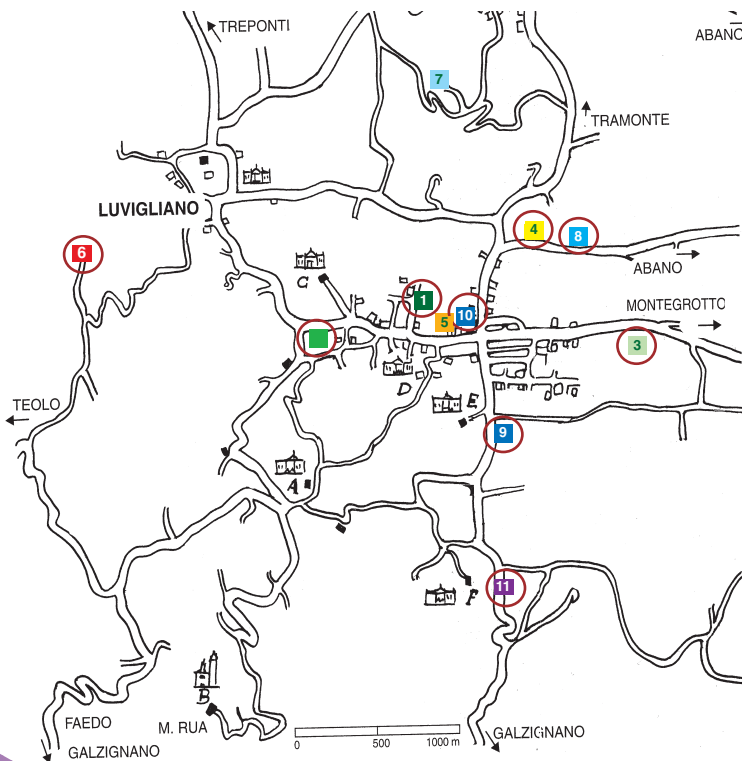 TREPONTI
ABANO
7
TRAMONTE
LUVIGLIANO
4
8
6
ABANO
C
1
MONTEGROTTO
5
10
3
D
TEOLO
E
9
A
11
F
B
FAEDO
M. RUA
GALZIGNANO
GALZIGNANO
0
500
1000 m